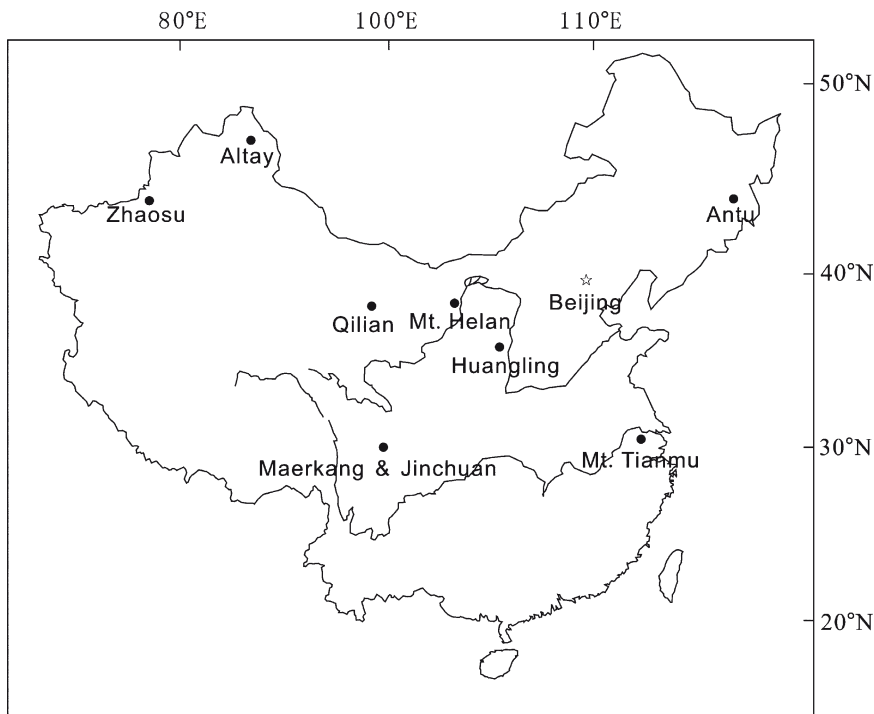 80°E 100°E 110°E
50°N
Altay
Zhaosu
Antu
40°N
Beijing
Qilian
Mt. Helan
Huangling
30°N
Mt. Tianmu
Maerkang & Jinchuan
20°N